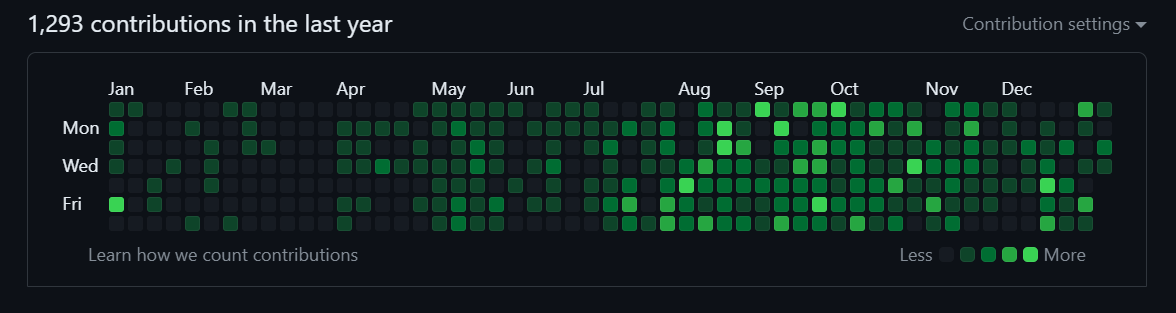 1,293 contributions in the last year
Contribution settings
Jan Feb Mar Apr May Jun Jul Aug Sep Oct Nov Dec
Mon
Wed
Fri
Learn how we count contributions
Less More